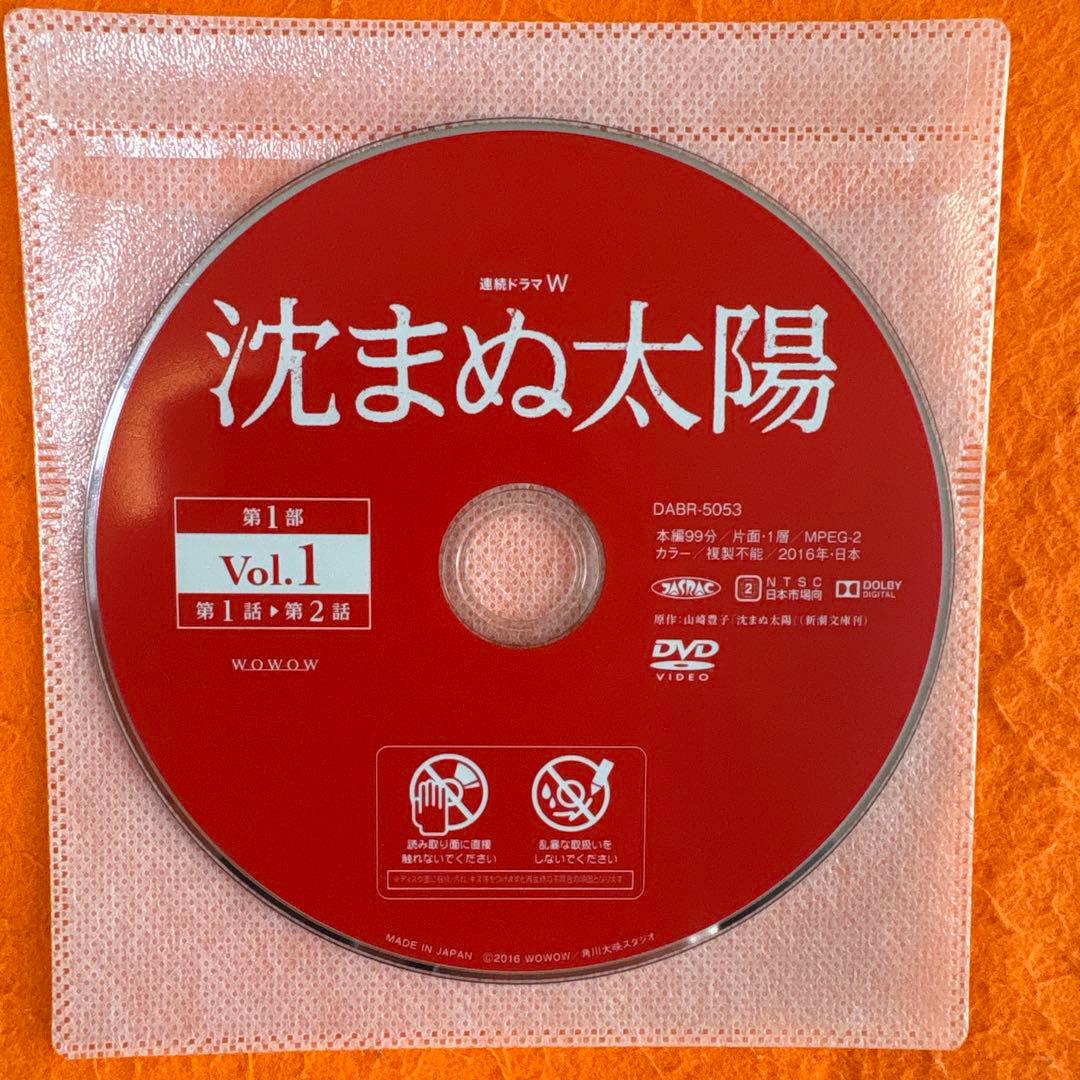 連続ドラマW
沈まぬ太陽
第1部
Vol.1
第1話▶第2話
WOWOW
DABR-5053
本編99分／片面・1層／MPEG-2
カラー／複製不能／2016年・日本
JASRAC
2
NTSC
日本市場向
DOLBY
DIGITAL
原作：山崎豊子「沈まぬ太陽」（新潮文庫刊）
DVD
VIDEO
読み取り面に直接
触れないでください
乱暴な取扱いを
しないでください
MADE IN JAPAN ©2016 WOWOW／角川大映スタジオ